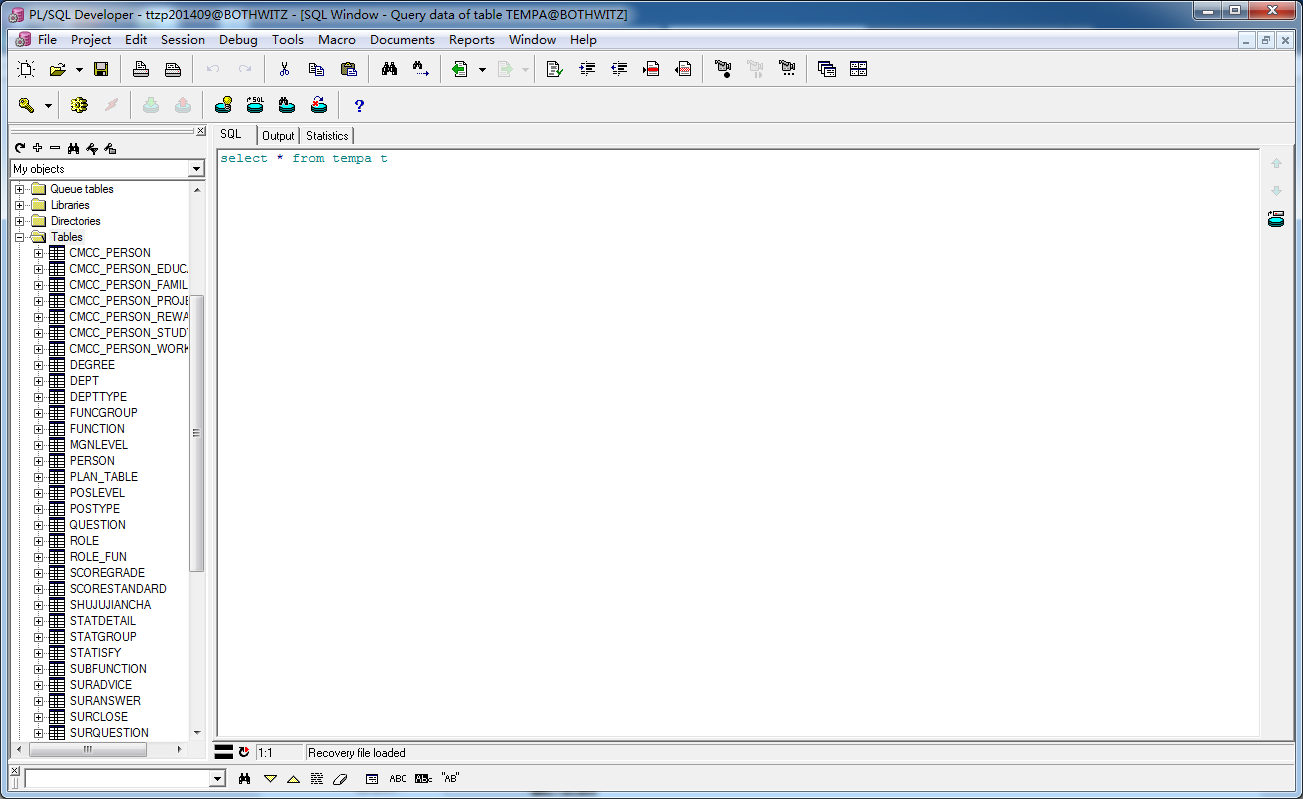 PL/SQL Developer - ttzp201409@BOTHWITZ - [SQL Window - Query data of table TEMPA@BOTHWITZ]
File Project Edit Session Debug Tools Macro Documents Reports Window Help
SQL
SQL Output Statistics
My objects
select * from tempa t
Queue tables
Libraries
Directories
Tables
CMCC_PERSON
CMCC_PERSON_EDUC
CMCC_PERSON_FAMIL
CMCC_PERSON_PROJE
CMCC_PERSON_REWA
CMCC_PERSON_STUD
CMCC_PERSON_WORK
DEGREE
DEPT
DEPTTYPE
FUNCGROUP
FUNCTION
MGNLEVEL
PERSON
PLAN_TABLE
POSLEVEL
POSTYPE
QUESTION
ROLE
ROLE_FUN
SCOREGRADE
SCORESTANDARD
SHUJUJIANCHA
STATDETAIL
STATGROUP
STATISFY
SUBFUNCTION
SURADVICE
SURANSWER
SURCLOSE
SURQUESTION
1:1 Recovery file loaded
ABC "AB"